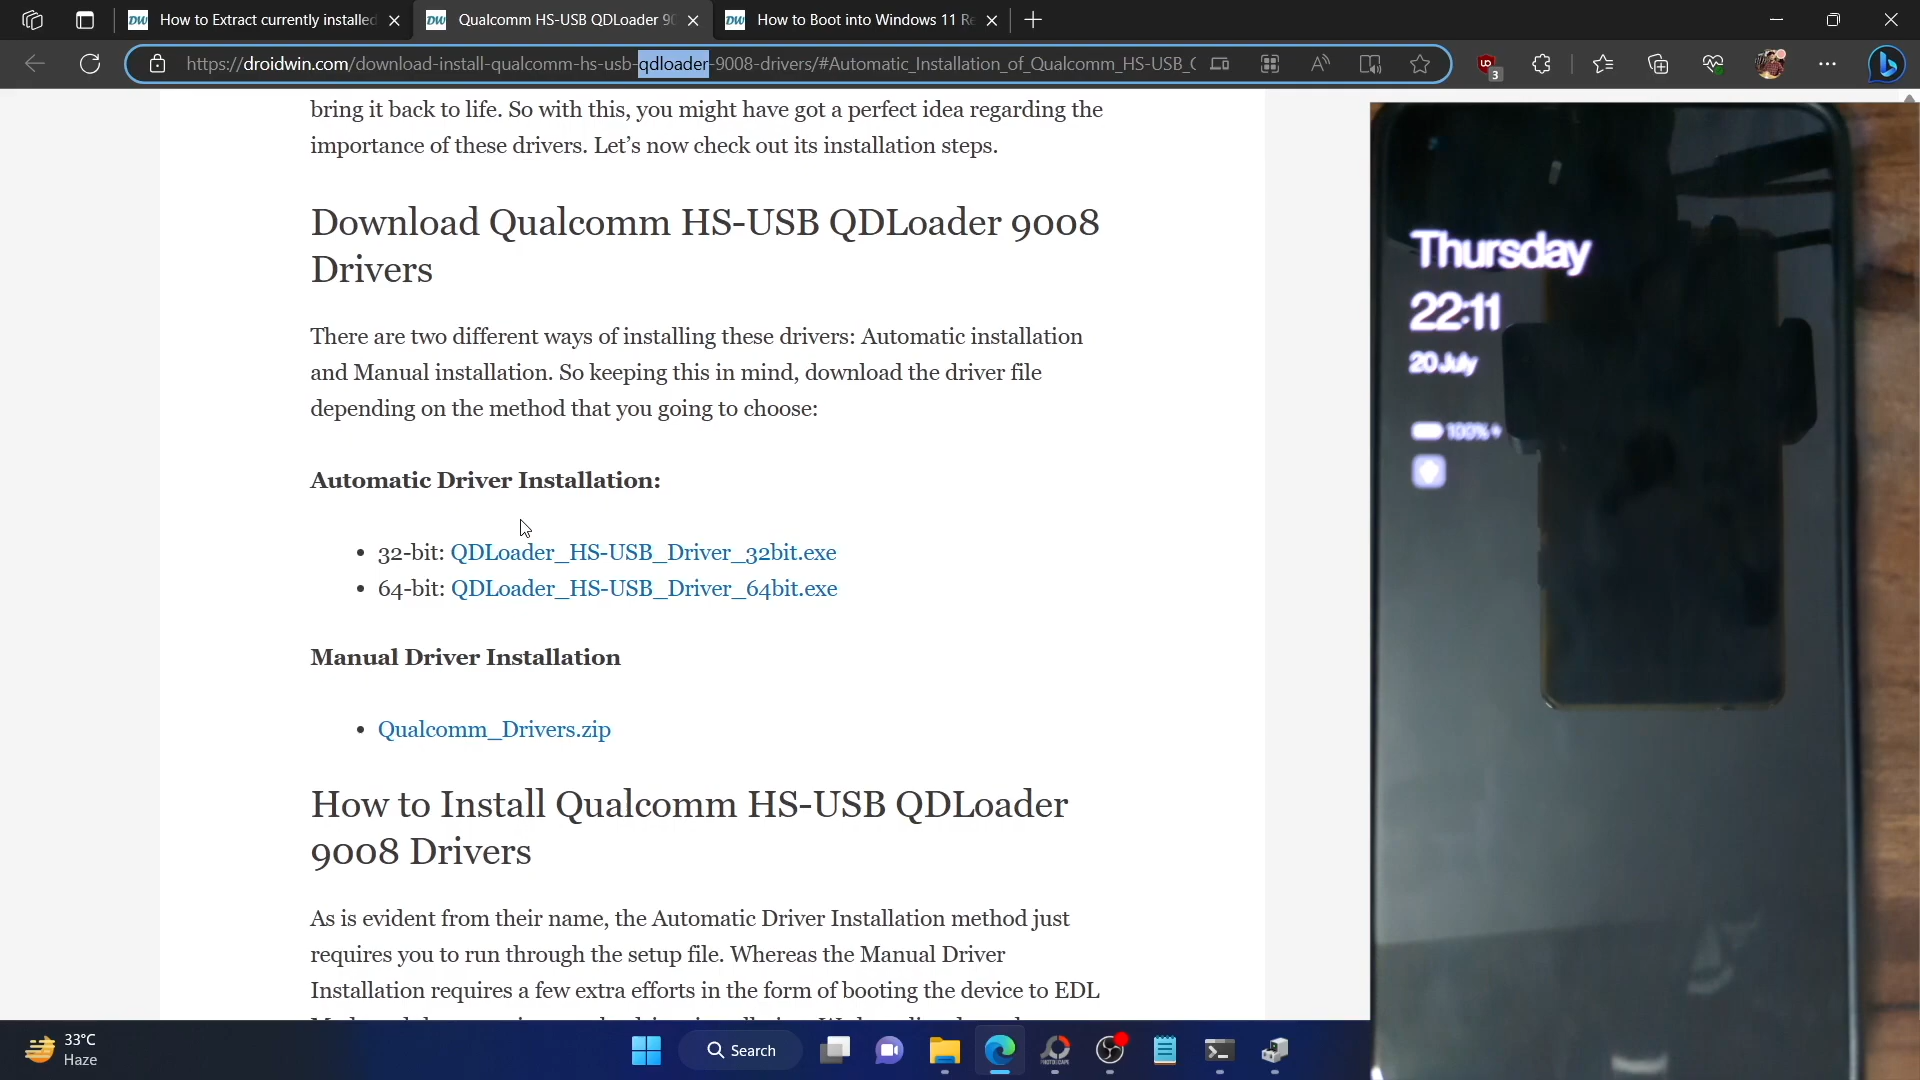 How to Extract currently installed
Qualcomm HS-USB QDLoader 90
How to Boot into Windows 11 Re
https://droidwin.com/download-install-qualcomm-hs-usb-qdloader-9008-drivers/#Automatic_Installation_of_Qualcomm_HS-USB_Q
3
bring it back to life. So with this, you might have got a perfect idea regarding the
importance of these drivers. Let’s now check out its installation steps.
Download Qualcomm HS-USB QDLoader 9008
Drivers
There are two different ways of installing these drivers: Automatic installation
and Manual installation. So keeping this in mind, download the driver file
depending on the method that you going to choose:
Automatic Driver Installation:
• 32-bit: QDLoader_HS-USB_Driver_32bit.exe
• 64-bit: QDLoader_HS-USB_Driver_64bit.exe
Manual Driver Installation
• Qualcomm_Drivers.zip
How to Install Qualcomm HS-USB QDLoader
9008 Drivers
As is evident from their name, the Automatic Driver Installation method just
requires you to run through the setup file. Whereas the Manual Driver
Installation requires a few extra efforts in the form of booting the device to EDL
Thursday
22:11
20 July
100%
33°C
Haze
Search